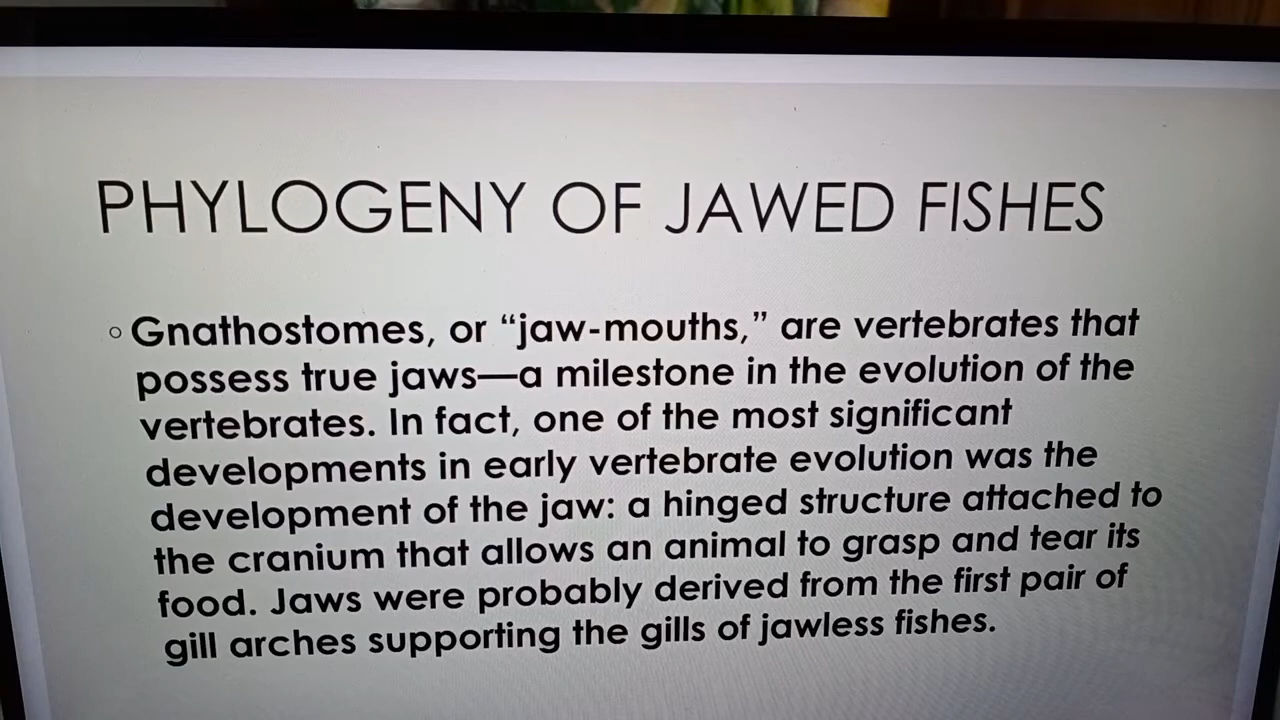 PHYLOGENY OF JAWED FISHES
○ Gnathostomes, or “jaw-mouths,” are vertebrates that
possess true jaws—a milestone in the evolution of the
vertebrates. In fact, one of the most significant
developments in early vertebrate evolution was the
development of the jaw: a hinged structure attached to
the cranium that allows an animal to grasp and tear its
food. Jaws were probably derived from the first pair of
gill arches supporting the gills of jawless fishes.